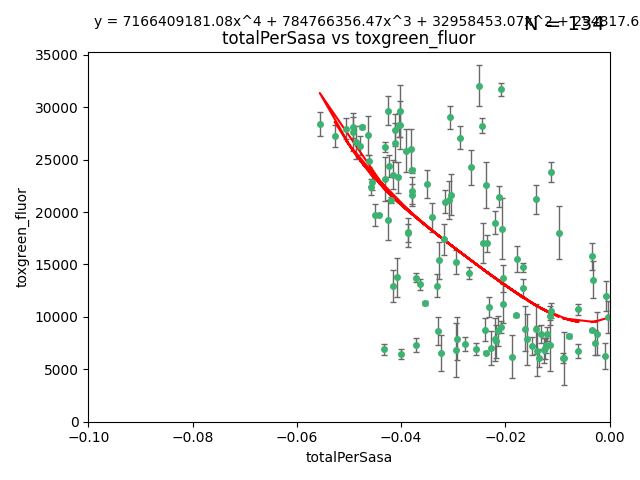 y = 7166409181.08x^4 + 784766356.47x^3 + 32958453.07x^2 +
N = 134
totalPerSasa vs toxgreen_fluor
35000
30000
25000
20000
15000
10000
5000
0
toxgreen_fluor
−0.10
−0.08
−0.06
−0.04
−0.02
0.00
totalPerSasa